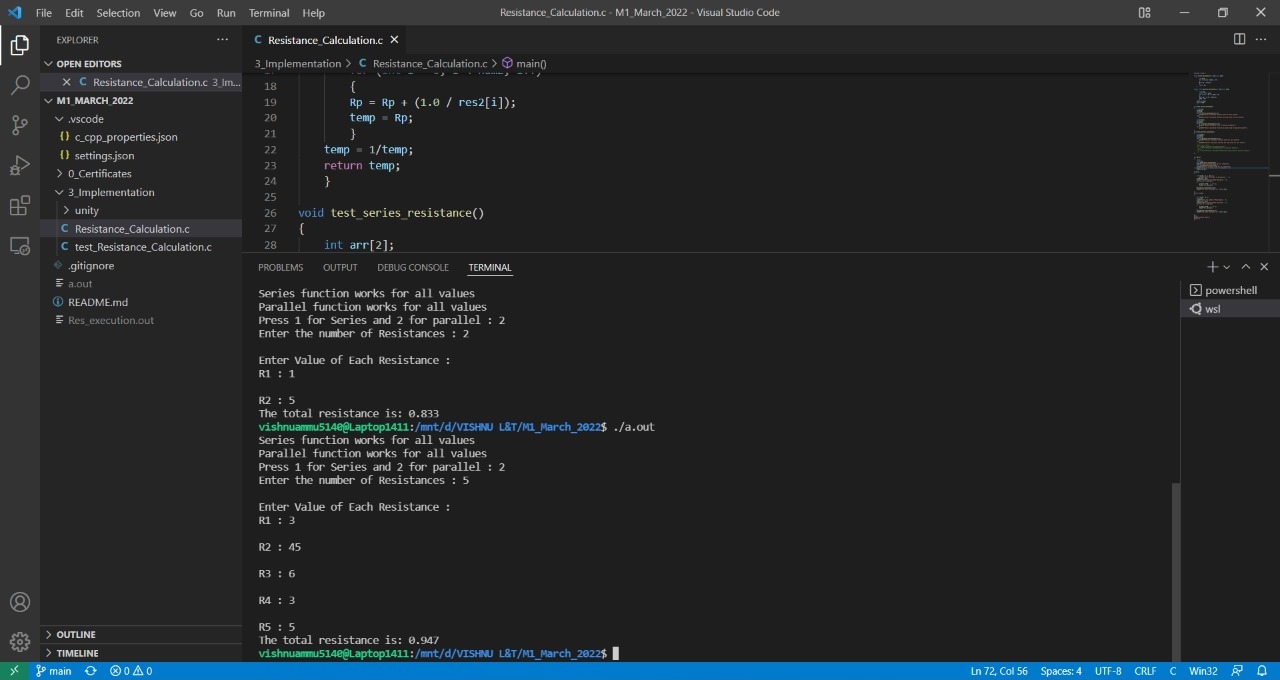 File Edit Selection View Go Run Terminal Help
Resistance_Calculation.c - M1_March_2022 - Visual Studio Code
EXPLORER
OPEN EDITORS
Resistance_Calculation.c 3_Im...
M1_MARCH_2022
.vscode
{} c_cpp_properties.json
{} settings.json
0_Certificates
3_Implementation
unity
C Resistance_Calculation.c
C test_Resistance_Calculation.c
.gitignore
a.out
README.md
Res_execution.out
OUTLINE
TIMELINE
C Resistance_Calculation.c
3_Implementation > C Resistance_Calculation.c > main()
18 {
19 Rp = Rp + (1.0 / res2[i]);
20 temp = Rp;
21 }
22 temp = 1/temp;
23 return temp;
24 }
25
26 void test_series_resistance()
27 {
28 int arr[2];
PROBLEMS OUTPUT DEBUG CONSOLE TERMINAL
Series function works for all values
Parallel function works for all values
Press 1 for Series and 2 for parallel : 2
Enter the number of Resistances : 2
Enter Value of Each Resistance :
R1 : 1
R2 : 5
The total resistance is: 0.833
vishnuammu5140@Laptop1411:/mnt/d/VISHNU L&T/M1_March_2022$ ./a.out
Series function works for all values
Parallel function works for all values
Press 1 for Series and 2 for parallel : 2
Enter the number of Resistances : 5
Enter Value of Each Resistance :
R1 : 3
R2 : 45
R3 : 6
R4 : 3
R5 : 5
The total resistance is: 0.947
vishnuammu5140@Laptop1411:/mnt/d/VISHNU L&T/M1_March_2022$
powershell
wsl
main 0 0
Ln 72, Col 56 Spaces: 4 UTF-8 CRLF C Win32